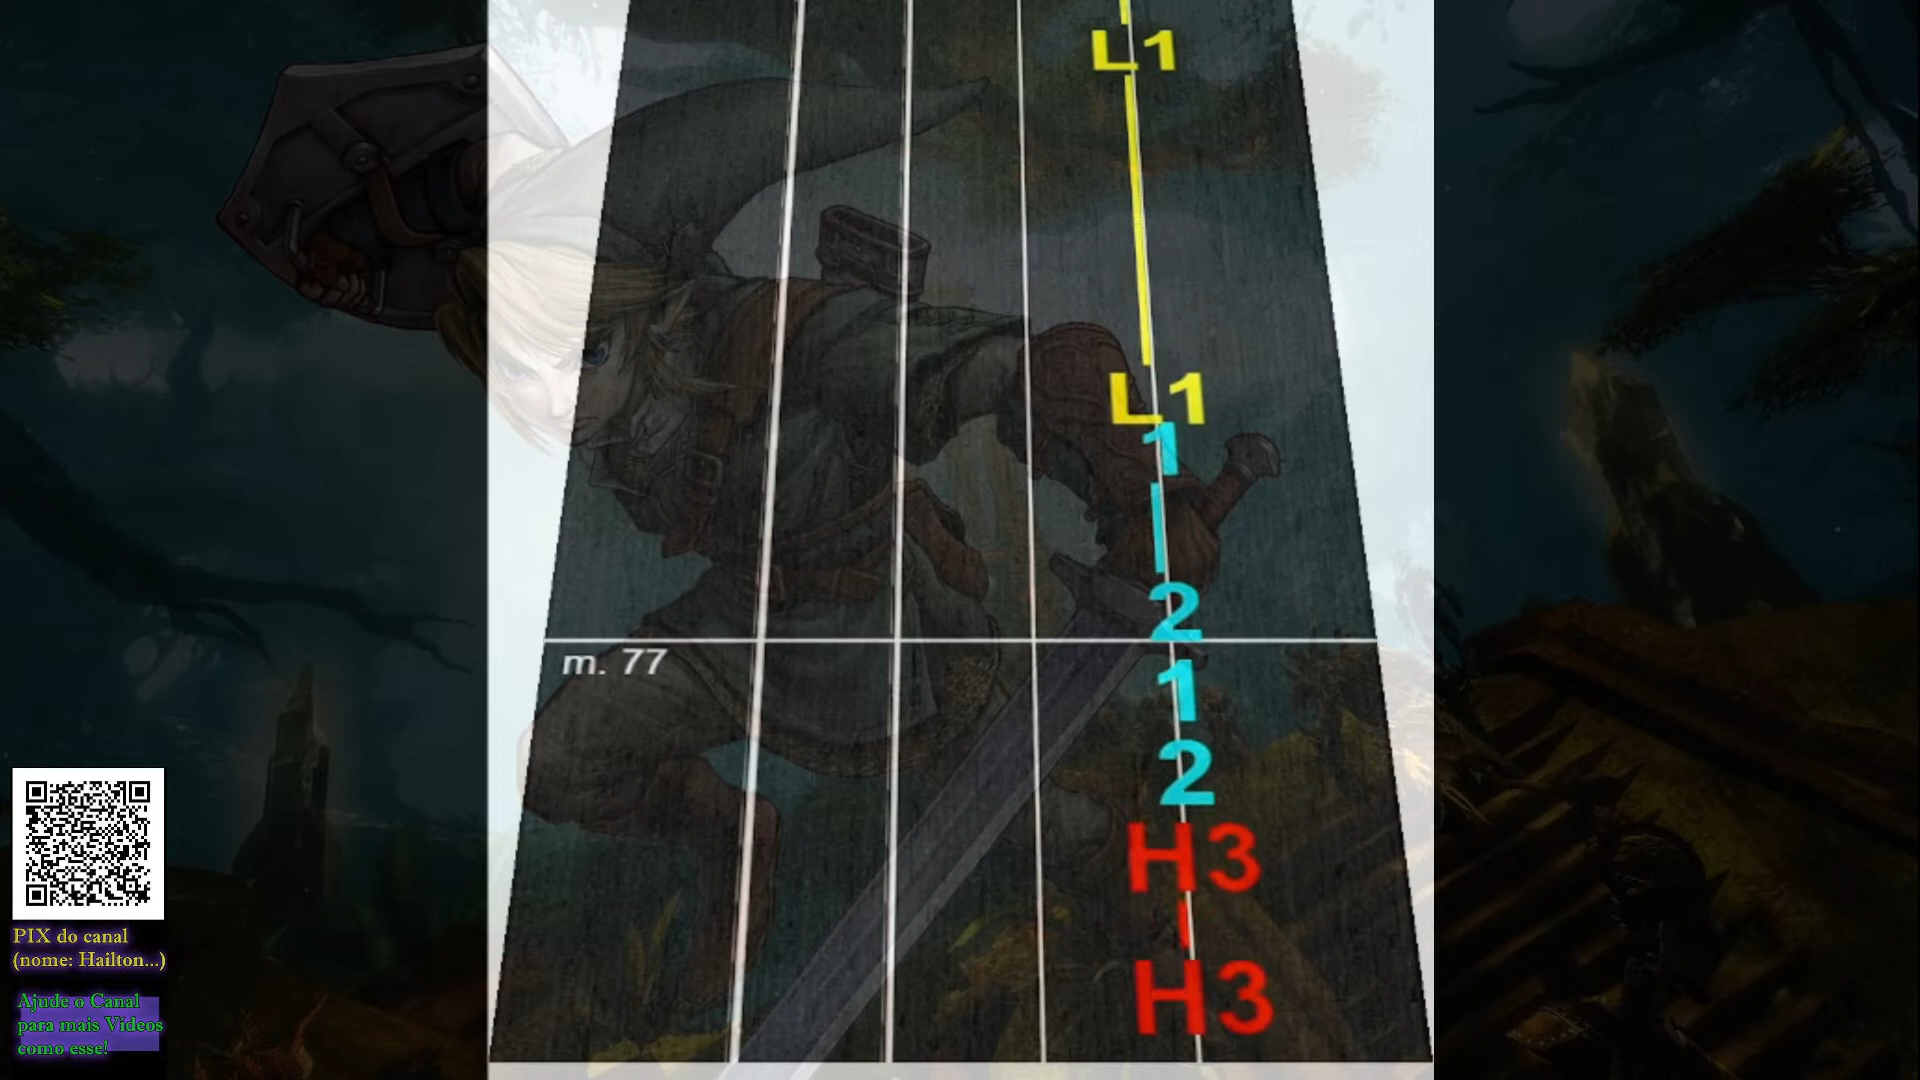 L1
L1
1
2
m. 77
1
2
H3
H3
PIX do canal
(nome: Hailton...)
Ajude o Canal
para mais Vídeos
como esse!